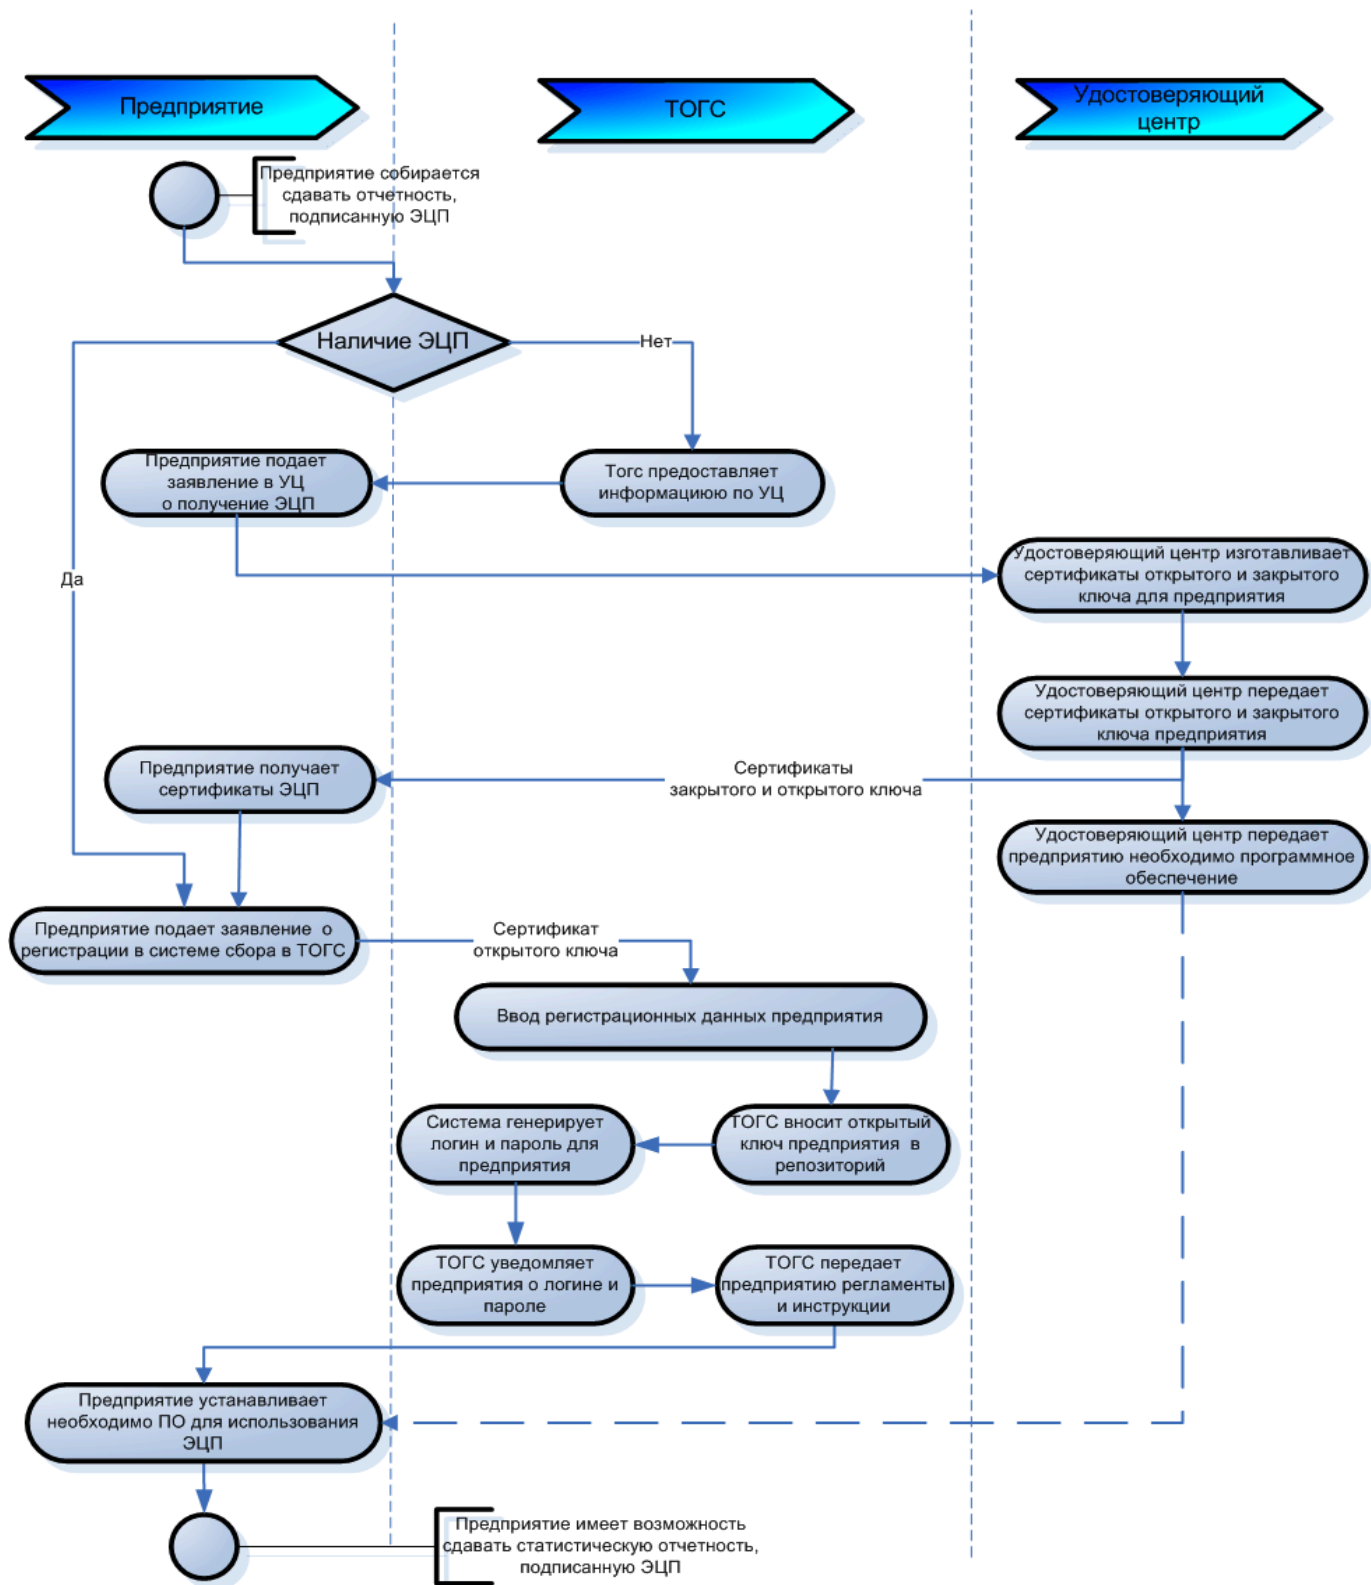 Предприятие
ТОГС
Удостоверяющий
центр
Предприятие собирается
сдавать отчетность,
подписанную ЭЦП
Наличие ЭЦП
Нет
Предприятие подает
заявление в УЦ
о получение ЭЦП
Тогс предоставляет
информациюю по УЦ
Да
Удостоверяющий центр изготавливает
сертификаты открытого и закрытого
ключа для предприятия
Удостоверяющий центр передает
сертификаты открытого и закрытого
ключа предприятия
Предприятие получает
сертификаты ЭЦП
Сертификаты
закрытого и открытого ключа
Удостоверяющий центр передает
предприятию необходимо программное
обеспечение
Предприятие подает заявление о
регистрации в системе сбора в ТОГС
Сертификат
открытого ключа
Ввод регистрационных данных предприятия
Система генерирует
логин и пароль для
предприятия
ТОГС вносит открытый
ключ предприятия в
репозиторий
ТОГС уведомляет
предприятия о логине и
пароле
ТОГС передает
предприятию регламенты
и инструкции
Предприятие устанавливает
необходимо ПО для использования
ЭЦП
Предприятие имеет возможность
сдавать статистическую отчетность,
подписанную ЭЦП